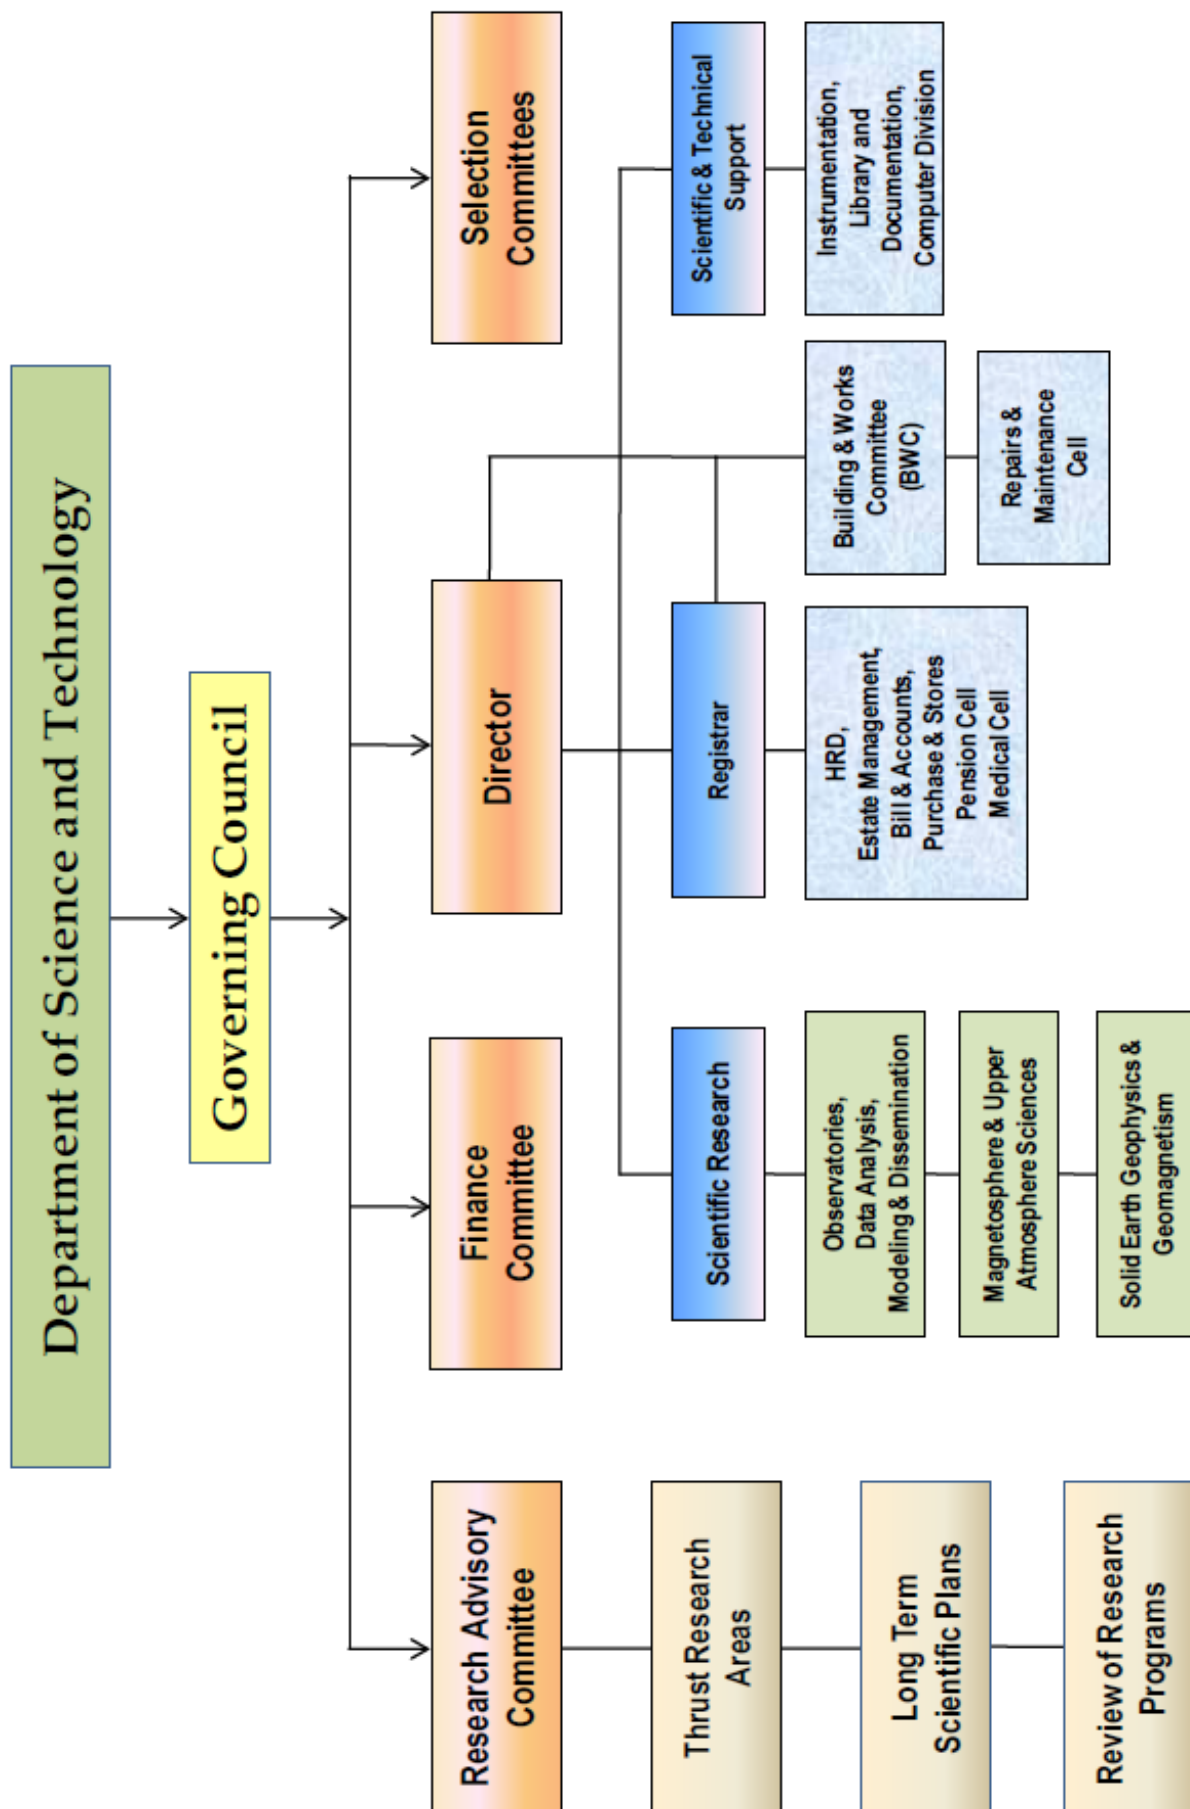 Department of Science and Technology
Governing Council
Research Advisory
Committee
Finance
Committee
Director
Selection
Committees
Thrust Research
Areas
Long Term
Scientific Plans
Review of Research
Programs
Scientific Research
Observatories,
Data Analysis,
Modeling & Dissemination
Magnetosphere & Upper
Atmosphere Sciences
Solid Earth Geophysics &
Geomagnetism
Registrar
HRD,
Estate Management,
Bill & Accounts,
Purchase & Stores
Pension Cell
Medical Cell
Building & Works
Committee
(BWC)
Repairs &
Maintenance
Cell
Scientific & Technical
Support
Instrumentation,
Library and
Documentation,
Computer Division